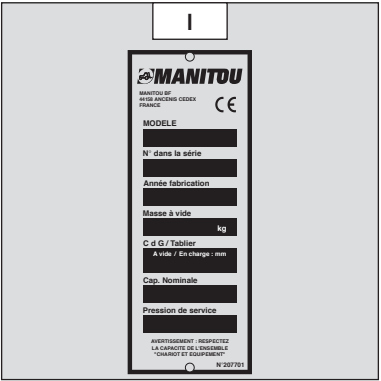 I
MANITOU
MANITOU BF
44158 ANCENIS CEDEX
FRANCE
CE
MODELE
N° dans la série
Année fabrication
Masse à vide
kg
C d G / Tablier
A vide / En charge : mm
Cap. Nominale
Pression de service
AVERTISSEMENT : RESPECTEZ
LA CAPACITE DE L'ENSEMBLE
"CHARIOT ET EQUIPEMENT"
N°207701